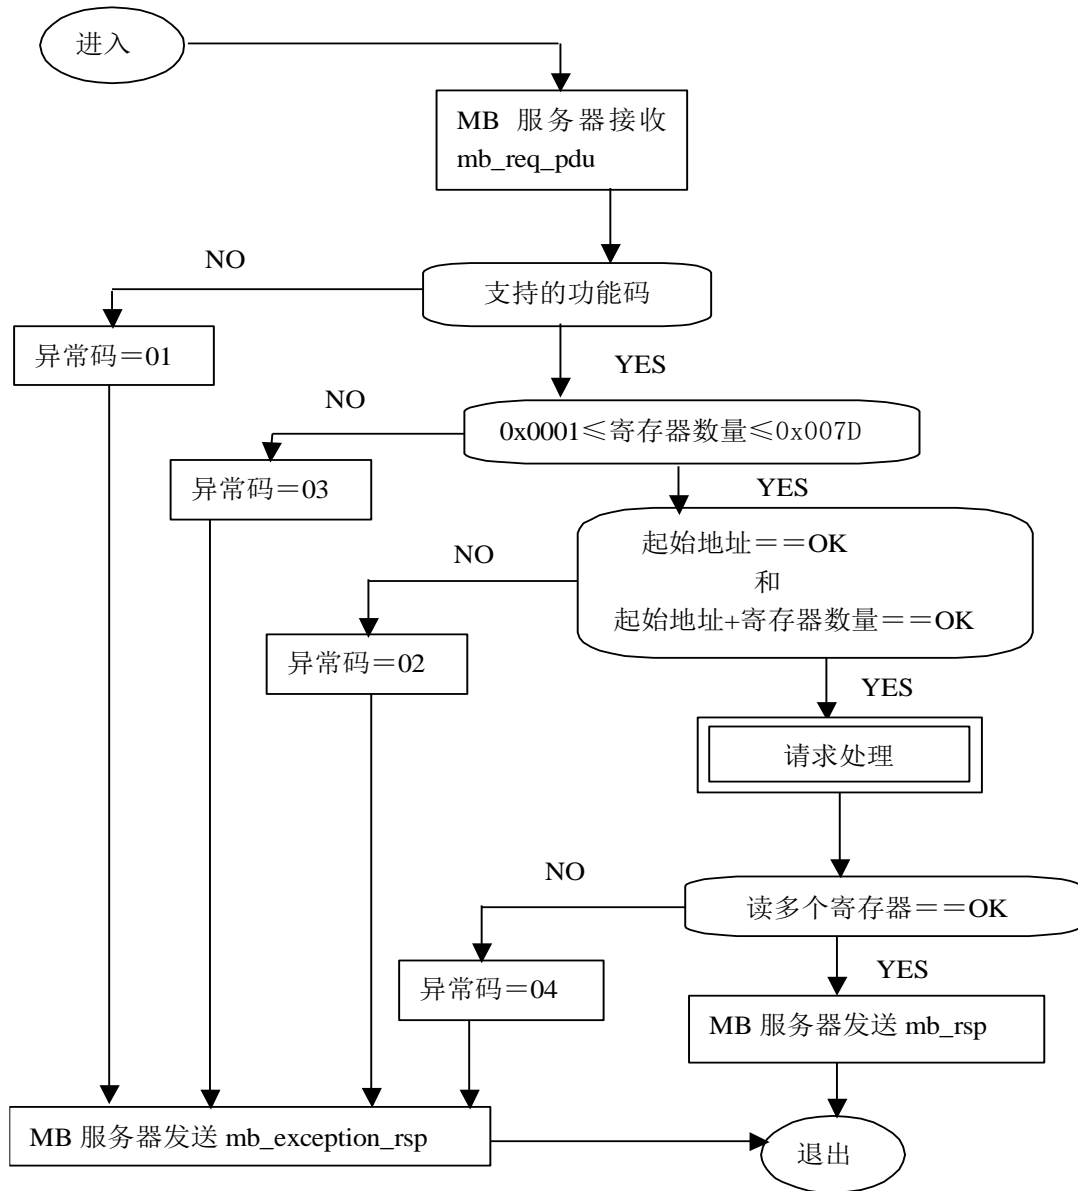 进入
MB 服务器接收
mb_req_pdu
NO
支持的功能码
异常码＝01
YES
NO
0x0001≤寄存器数量≤0x007D
异常码＝03
YES
起始地址＝＝OK
NO
和
起始地址+寄存器数量＝＝OK
异常码＝02
YES
请求处理
NO
读多个寄存器＝＝OK
YES
异常码＝04
MB 服务器发送 mb_rsp
MB 服务器发送 mb_exception_rsp
退出